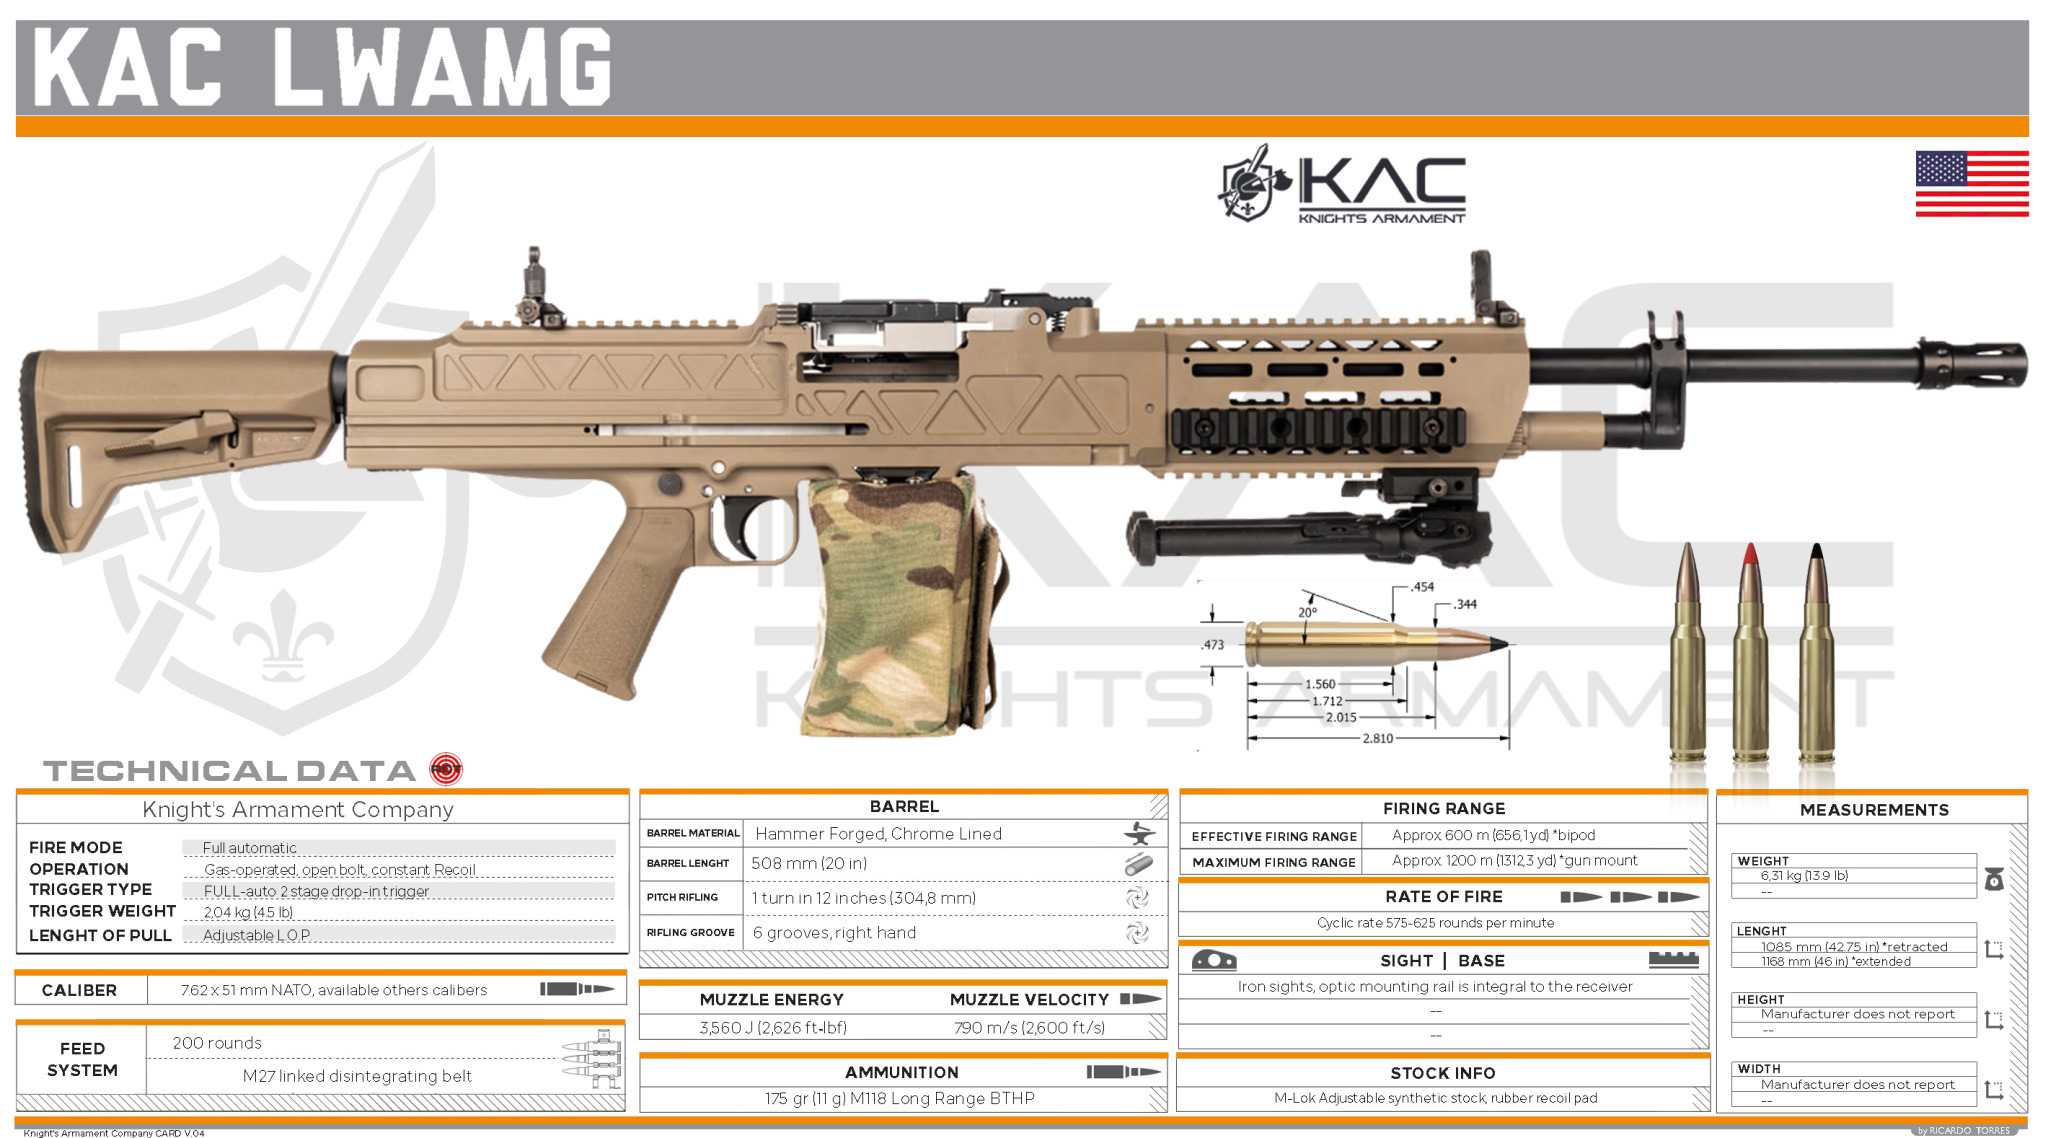 KAC LWAMG
KAC
KNIGHTS ARMAMENT
KAC
KNIGHTS ARMAMENT
.454
.344
20°
.473
1.560
1.712
2.015
2.810
TECHNICAL DATA
Knight's Armament Company
FIRE MODE Full automatic
OPERATION Gas-operated, open bolt, constant Recoil
TRIGGER TYPE FULL-auto 2 stage drop-in trigger
TRIGGER WEIGHT 2,04 kg (4.5 lb)
LENGHT OF PULL Adjustable L.O.P.
CALIBER 7.62 x 51 mm NATO, available others calibers
FEED SYSTEM
200 rounds
M27 linked disintegrating belt
BARREL
BARREL MATERIAL Hammer Forged, Chrome Lined
BARREL LENGHT 508 mm (20 in)
PITCH RIFLING 1 turn in 12 inches (304,8 mm)
RIFLING GROOVE 6 grooves, right hand
MUZZLE ENERGY MUZZLE VELOCITY
3,560 J (2,626 ft-lbf) 790 m/s (2,600 ft/s)
AMMUNITION
175 gr (11 g) M118 Long Range BTHP
FIRING RANGE
EFFECTIVE FIRING RANGE Approx. 600 m (656,1 yd) *bipod
MAXIMUM FIRING RANGE Approx. 1200 m (1312,3 yd) *gun mount
RATE OF FIRE
Cyclic rate 575-625 rounds per minute
SIGHT | BASE
Iron sights, optic mounting rail is integral to the receiver
--
--
STOCK INFO
M-Lok Adjustable synthetic stock, rubber recoil pad
MEASUREMENTS
WEIGHT
6,31 kg (13.9 lb)
--
LENGHT
1085 mm (42.75 in) *retracted
1168 mm (46 in) *extended
HEIGHT
Manufacturer does not report
--
WIDTH
Manufacturer does not report
--
Knight's Armament Company CARD V.04
by RICARDO TORRES